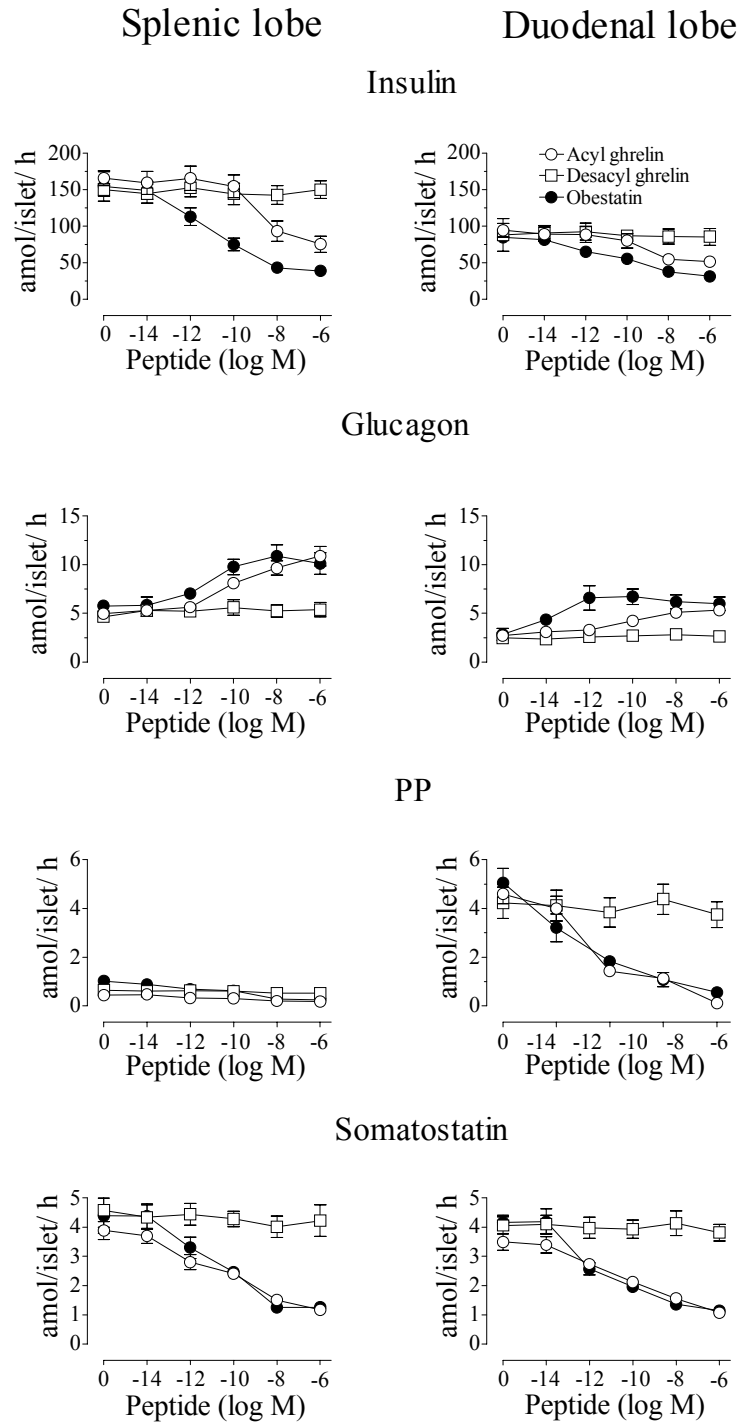 Splenic lobe Duodenal lobe
Insulin
amol/islet/ h
200
150
100
50
0
0 -14 -12 -10 -8 -6
Peptide (log M)
amol/islet/ h
200
150
100
50
0
Acyl ghrelin
Desacyl ghrelin
Obestatin
0 -14 -12 -10 -8 -6
Peptide (log M)
Glucagon
amol/islet/ h
15
10
5
0
0 -14 -12 -10 -8 -6
Peptide (log M)
amol/islet/ h
15
10
5
0
0 -14 -12 -10 -8 -6
Peptide (log M)
PP
amol/islet/ h
6
4
2
0
0 -14 -12 -10 -8 -6
Peptide (log M)
amol/islet/ h
6
4
2
0
0 -14 -12 -10 -8 -6
Peptide (log M)
Somatostatin
amol/islet/ h
5
4
3
2
1
0
0 -14 -12 -10 -8 -6
Peptide (log M)
amol/islet/ h
5
4
3
2
1
0
0 -14 -12 -10 -8 -6
Peptide (log M)